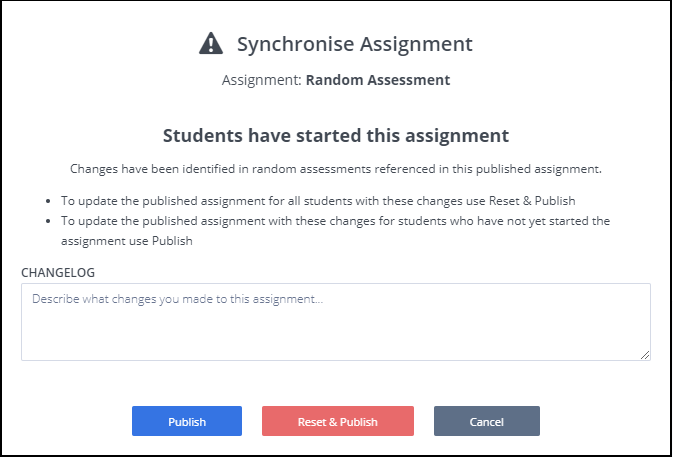 Synchronise Assignment
Assignment: Random Assessment
Students have started this assignment
Changes have been identified in random assessments referenced in this published assignment.
• To update the published assignment for all students with these changes use Reset & Publish
• To update the published assignment with these changes for students who have not yet started the
assignment use Publish
CHANGELOG
Describe what changes you made to this assignment...
Publish Reset & Publish Cancel